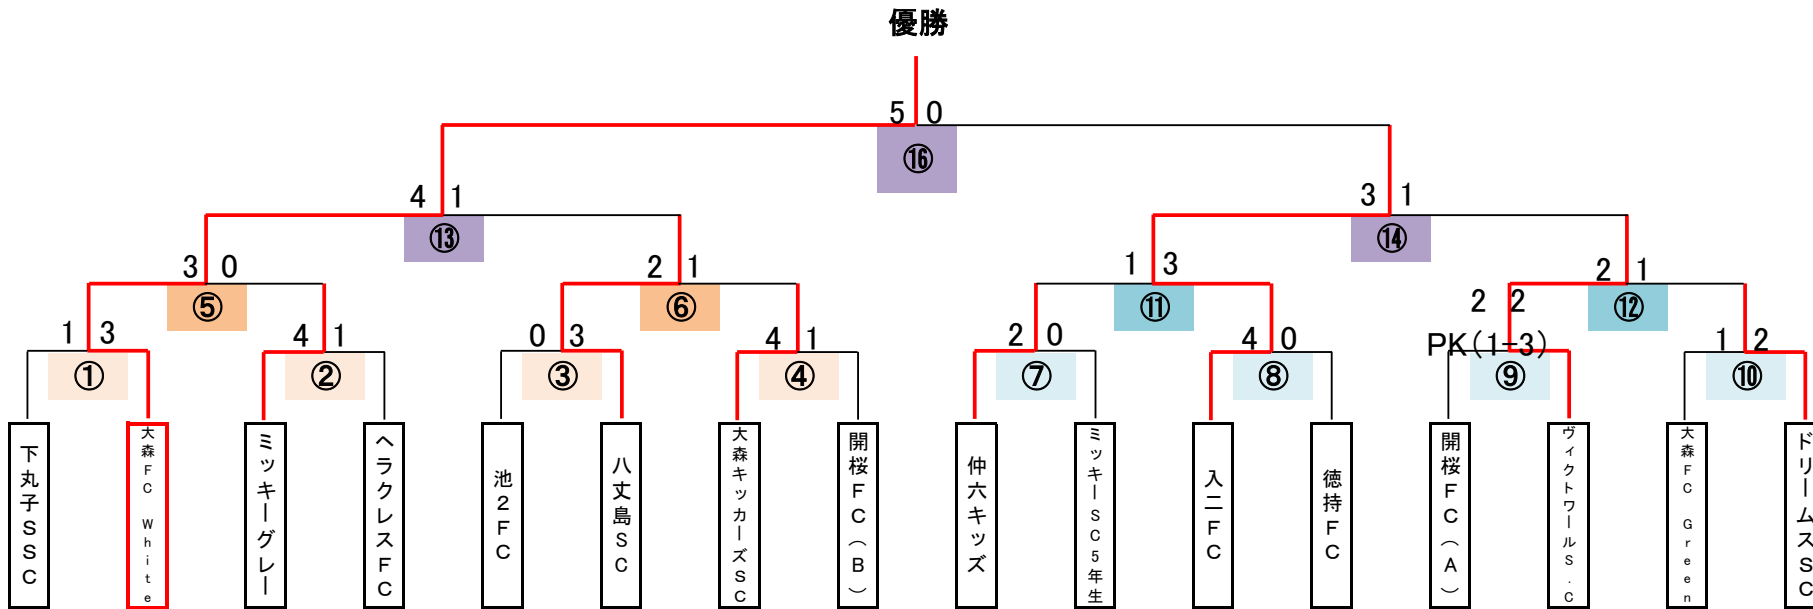 優勝
5 0
⑯
4 1
3 1
⑬
⑭
3 0
2 1
1 3
2 1
⑤
⑥
⑪
⑫
1 3
4 1
0 3
4 1
2 0
4 0
2 2
PK(1-3)
1 2
①
②
③
④
⑦
⑧
⑨
⑩
下丸子SSC
大森FC White
ミッキーグレー
ヘラクレスFC
池2FC
八丈島SC
大森キッカーズSC
開桜FC(B)
仲六キッズ
ミッキーSC5年生
入二FC
徳持FC
開桜FC(A)
ヴィクトワールS.C
大森FC Green
ドリームスSC